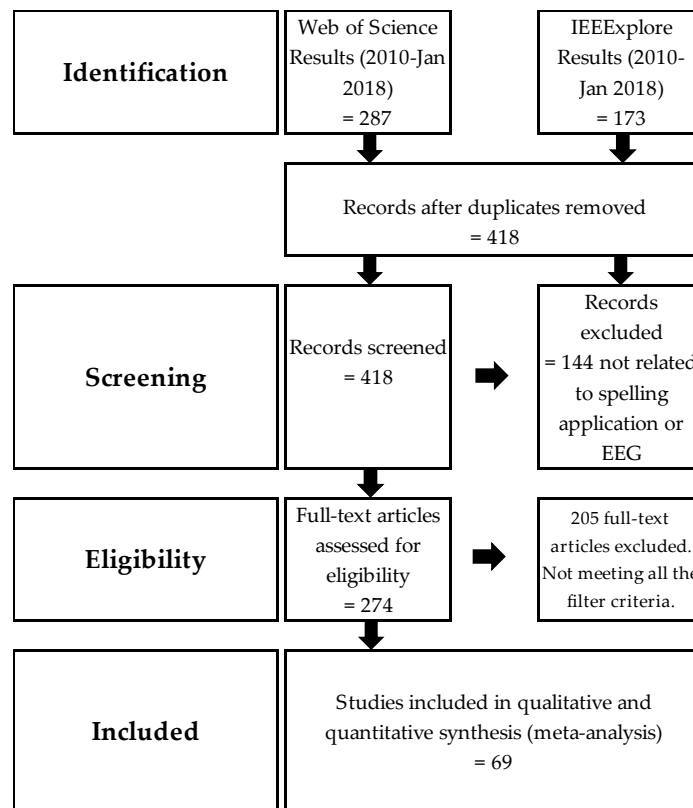 Identification
Web of Science
Results (2010-Jan
2018)
= 287
IEEExplore
Results (2010-
Jan 2018)
= 173
Records after duplicates removed
= 418
Screening
Records screened
= 418
Records
excluded
= 144 not related
to spelling
application or
EEG
Eligibility
Full-text articles
assessed for
eligibility
= 274
205 full-text
articles excluded.
Not meeting all the
filter criteria.
Included
Studies included in qualitative and
quantitative synthesis (meta-analysis)
= 69